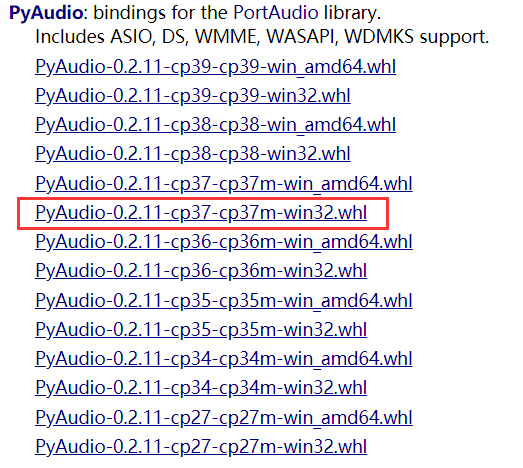 PyAudio: bindings for the PortAudio library.
Includes ASIO, DS, WMME, WASAPI, WDMKS support.
PyAudio-0.2.11-cp39-cp39-win_amd64.whl
PyAudio-0.2.11-cp39-cp39-win32.whl
PyAudio-0.2.11-cp38-cp38-win_amd64.whl
PyAudio-0.2.11-cp38-cp38-win32.whl
PyAudio-0.2.11-cp37-cp37m-win_amd64.whl
PyAudio-0.2.11-cp37-cp37m-win32.whl
PyAudio-0.2.11-cp36-cp36m-win_amd64.whl
PyAudio-0.2.11-cp36-cp36m-win32.whl
PyAudio-0.2.11-cp35-cp35m-win_amd64.whl
PyAudio-0.2.11-cp35-cp35m-win32.whl
PyAudio-0.2.11-cp34-cp34m-win_amd64.whl
PyAudio-0.2.11-cp34-cp34m-win32.whl
PyAudio-0.2.11-cp27-cp27m-win_amd64.whl
PyAudio-0.2.11-cp27-cp27m-win32.whl